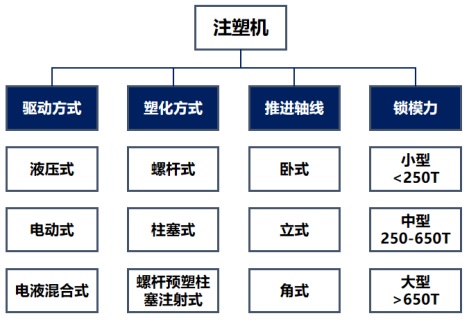 注塑机
驱动方式
塑化方式
推进轴线
锁模力
液压式
螺杆式
卧式
小型
<250T
电动式
柱塞式
立式
中型
250-650T
电液混合式
螺杆预塑柱
塞注射式
角式
大型
>650T